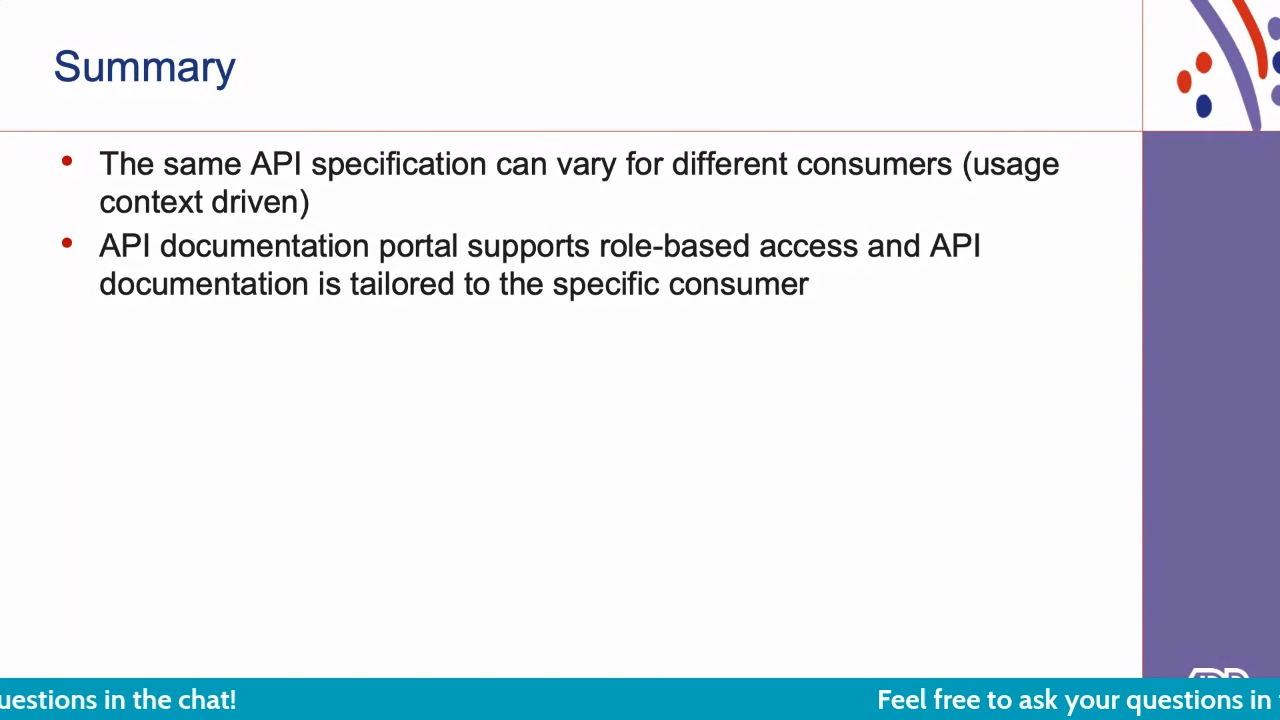 Summary
• The same API specification can vary for different consumers (usage
context driven)
• API documentation portal supports role-based access and API
documentation is tailored to the specific consumer
questions in the chat!
Feel free to ask your questions in